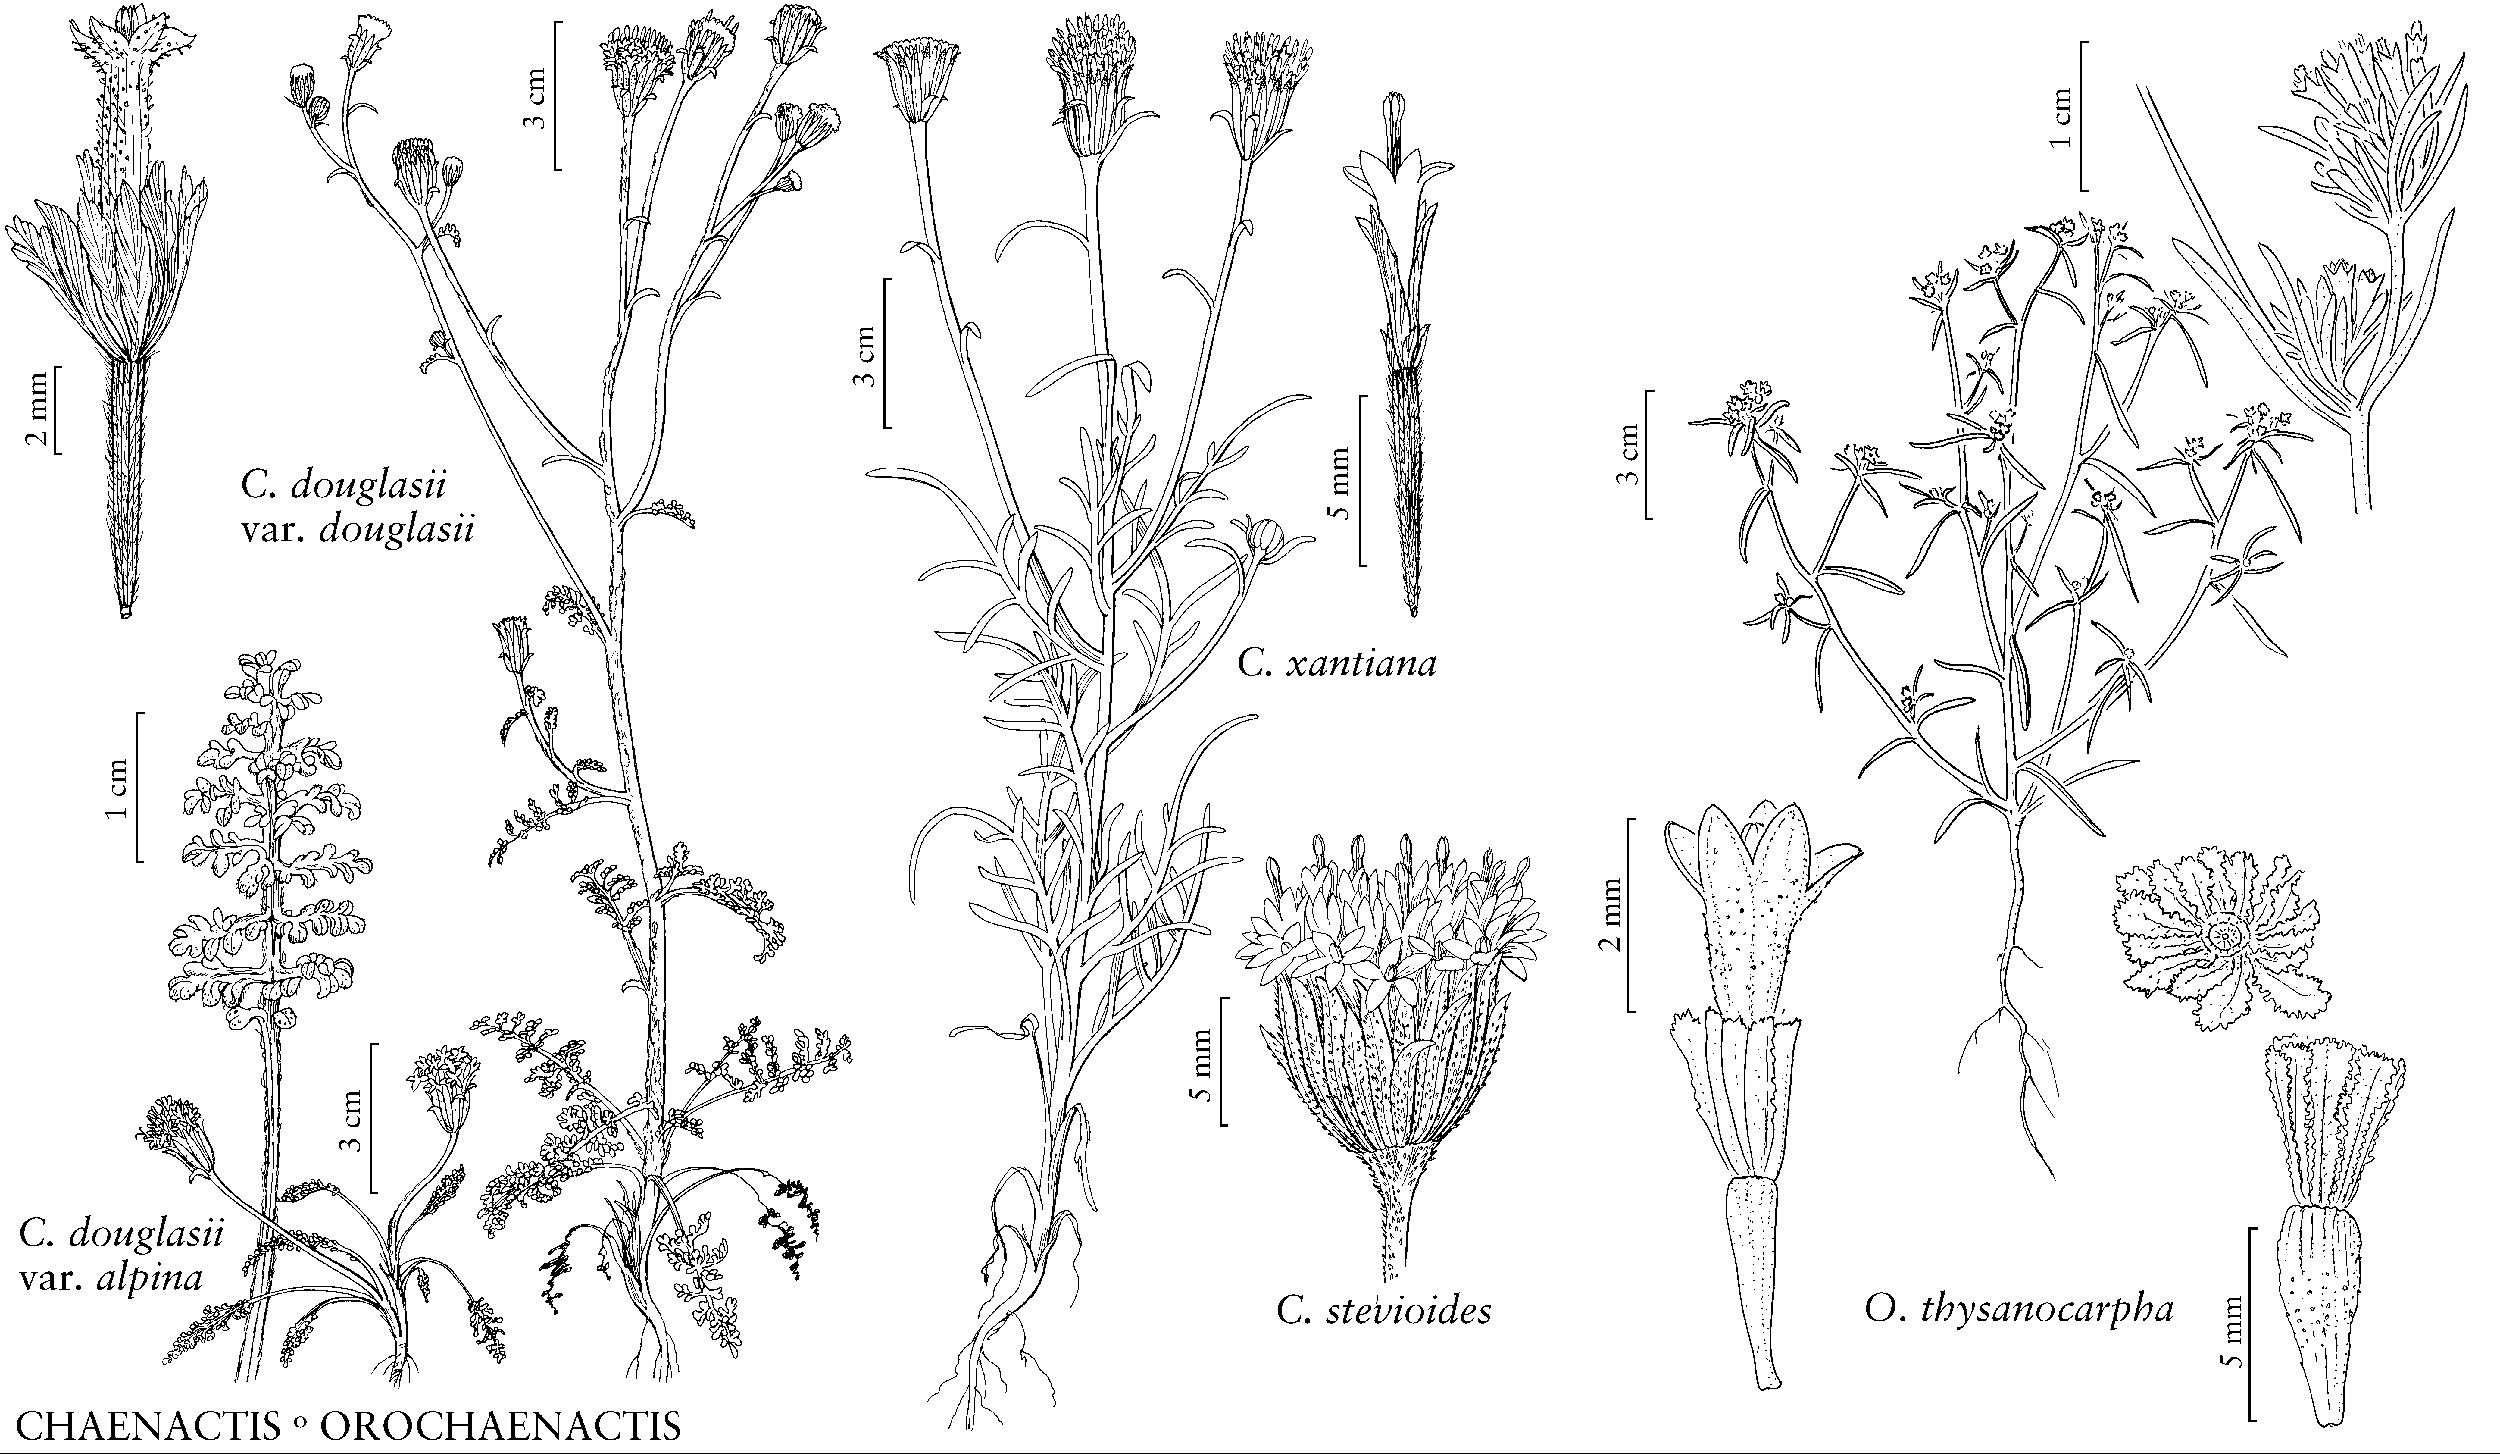 3 cm
1 cm
2 mm
3 cm
5 mm
3 cm
C. douglasii
var. douglasii
C. xantiana
1 cm
3 cm
2 mm
5 mm
C. douglasii
var. alpina
C. stevioides
O. thysanocarpha
5 mm
CHAENACTIS ° OROCHAENACTIS